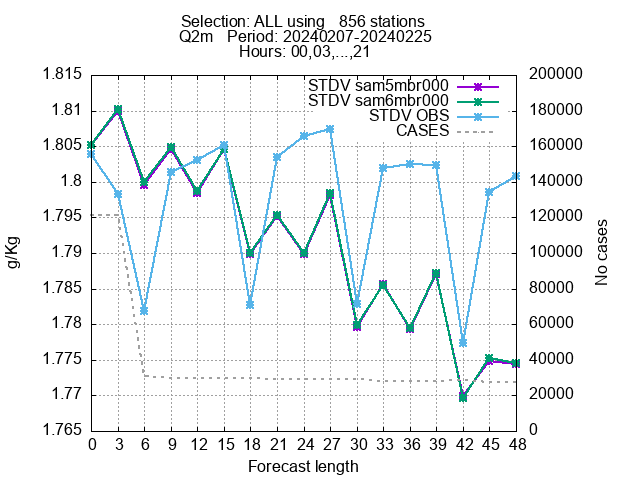 Selection: ALL using   856 stations
Q2m   Period: 20240207-20240225
Hours: 00,03,...,21
STDV sam5mbr000
STDV sam6mbr000
STDV OBS
CASES
1.815
1.81
1.805
1.8
1.795
1.79
1.785
1.78
1.775
1.77
1.765
g/Kg
200000
180000
160000
140000
120000
100000
80000
60000
40000
20000
0
No cases
0 3 6 9 12 15 18 21 24 27 30 33 36 39 42 45 48
Forecast length